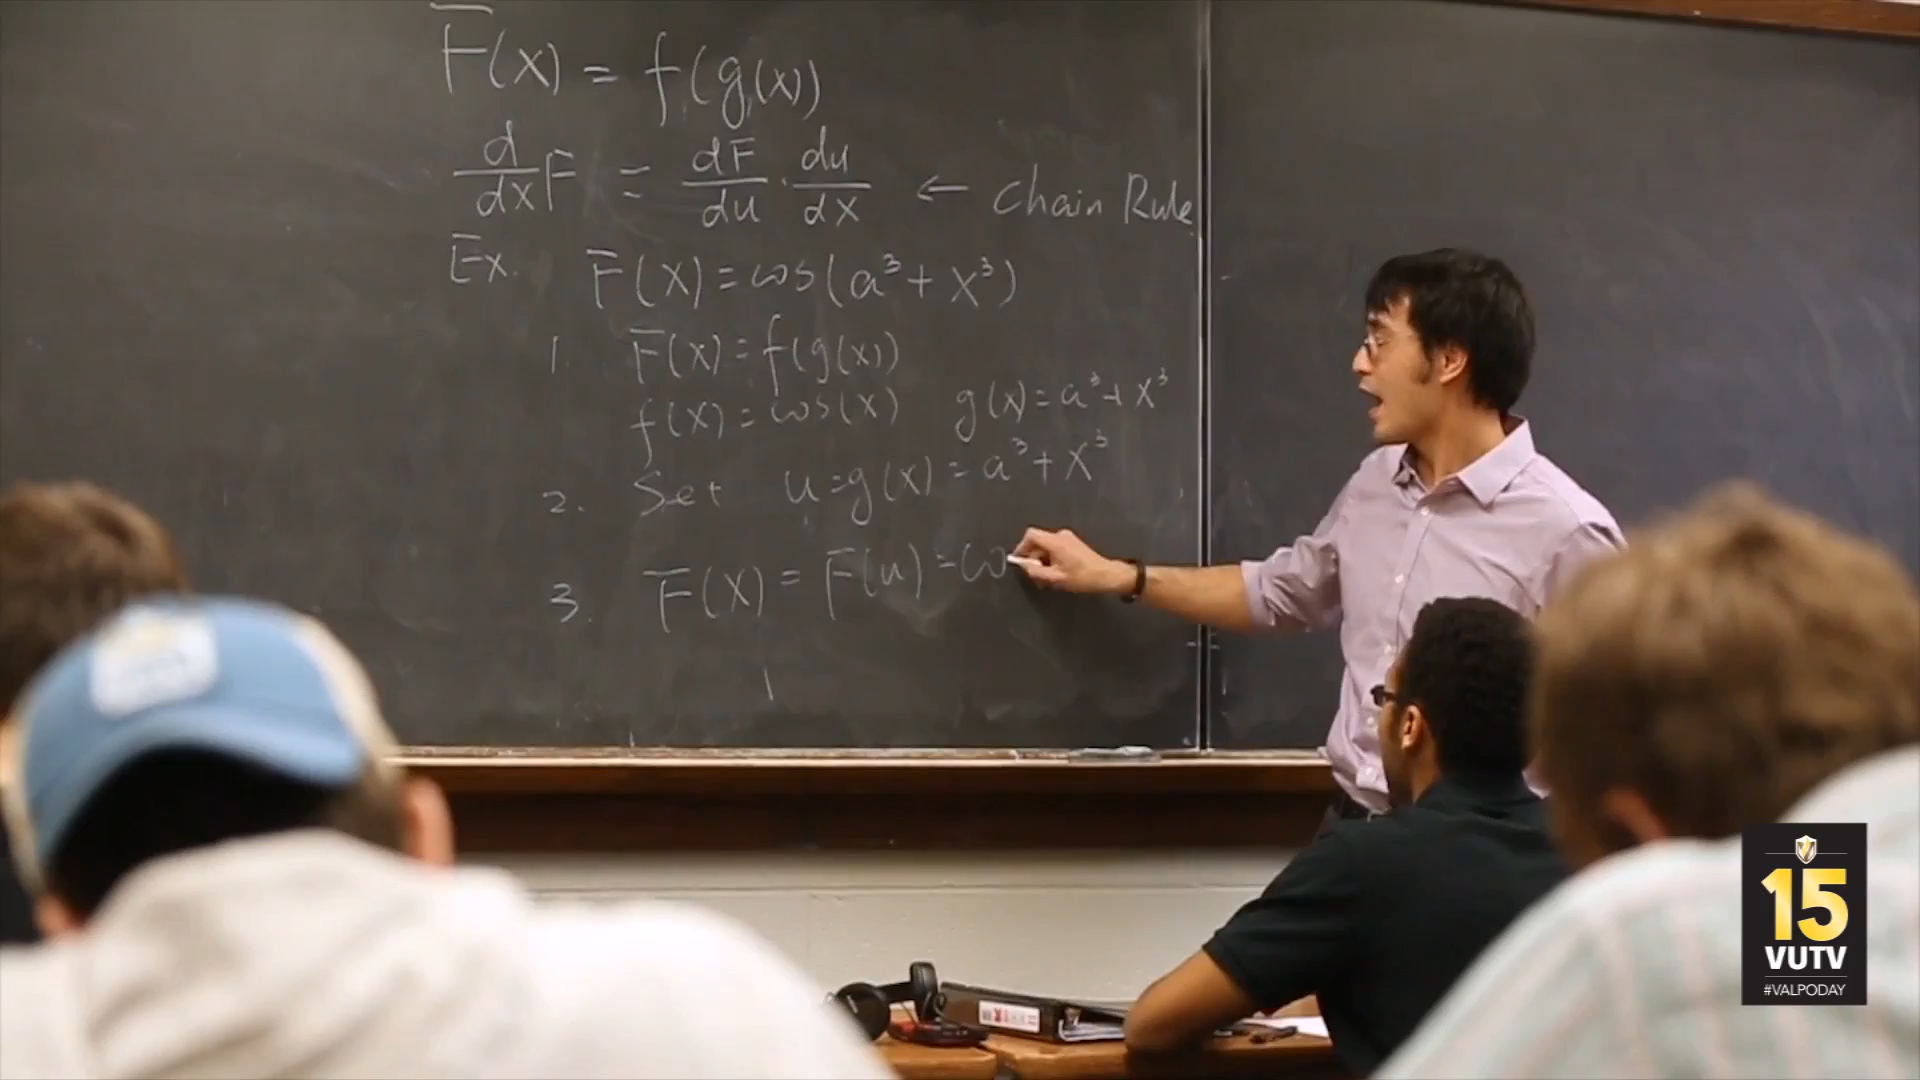 F(x) = f(g(x)
d/dx F = dF/du · du/dx ← Chain Rule
Ex. F(x) = cos(a³ + x³)
1. F(x) = f(g(x))
f(x) = cos(x) g(x) = a³ + x³
2. Set u = g(x) = a³ + x³
3. F(x) = F(u) = co
15
VUTV
#VALPODAY